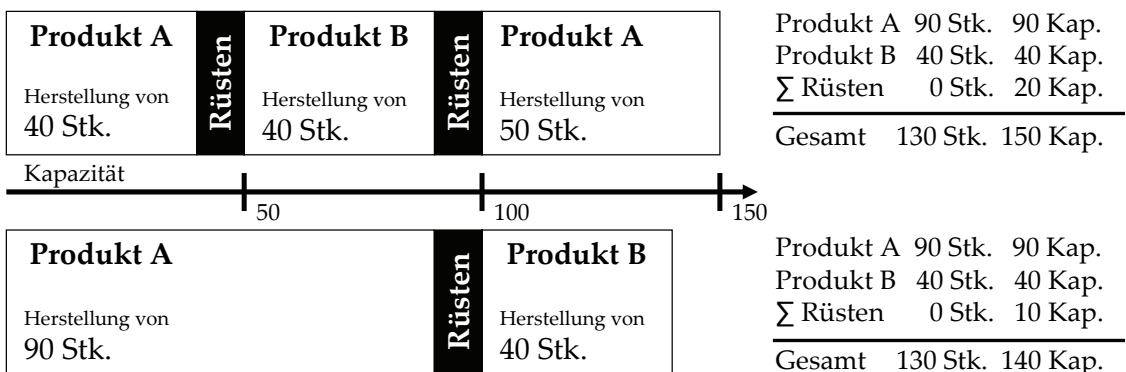 Produkt A
Rüsten
Produkt B
Rüsten
Produkt A
Herstellung von
40 Stk.
Herstellung von
40 Stk.
Herstellung von
50 Stk.
Produkt A 90 Stk. 90 Kap.
Produkt B 40 Stk. 40 Kap.
∑ Rüsten 0 Stk. 20 Kap.
Gesamt 130 Stk. 150 Kap.
Kapazität
50
100
150
Produkt A
Rüsten
Produkt B
Herstellung von
90 Stk.
Herstellung von
40 Stk.
Produkt A 90 Stk. 90 Kap.
Produkt B 40 Stk. 40 Kap.
∑ Rüsten 0 Stk. 10 Kap.
Gesamt 130 Stk. 140 Kap.